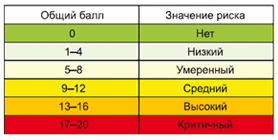 Общий балл Значение риска
0 Нет
1–4 Низкий
5–8 Умеренный
9–12 Средний
13–16 Высокий
17–20 Критичный